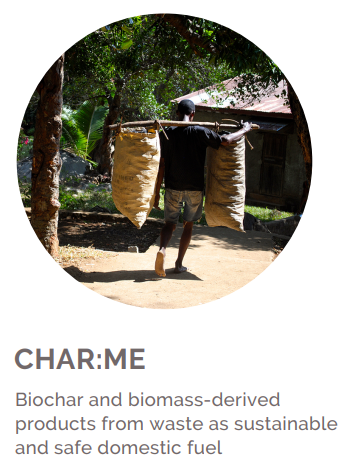 CHAR:ME
Biochar and biomass-derived
products from waste as sustainable
and safe domestic fuel